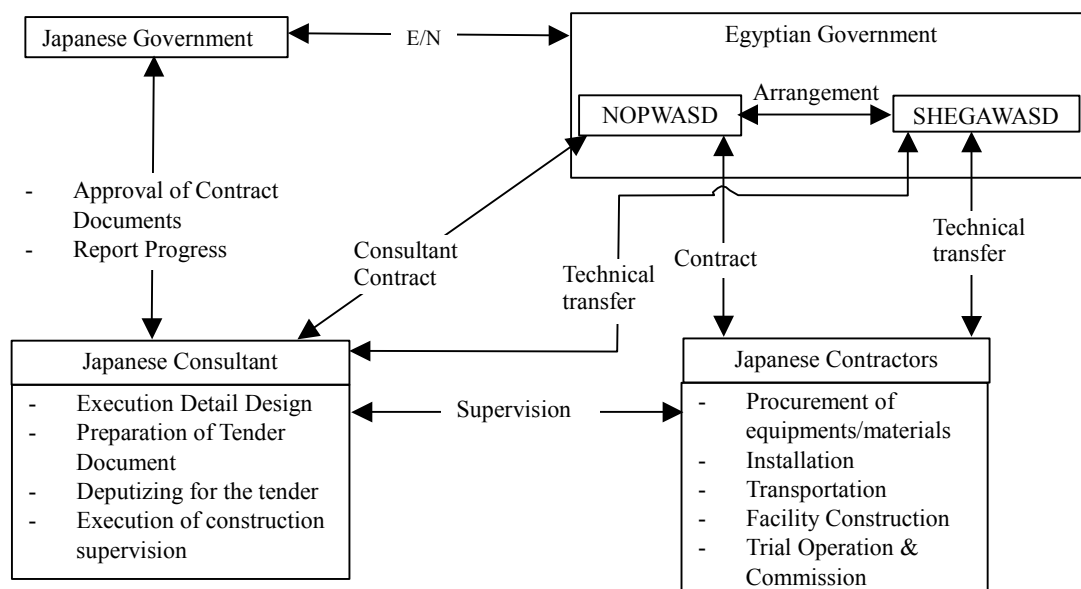 Japanese Government
E/N
Egyptian Government
Arrangement
NOPWASD
SHEGAWASD
- Approval of Contract
Documents
- Report Progress
Consultant
Contract
Technical
transfer
Contract
Technical
transfer
Japanese Consultant
- Execution Detail Design
- Preparation of Tender
Document
- Deputizing for the tender
- Execution of construction
supervision
Supervision
Japanese Contractors
- Procurement of
equipments/materials
- Installation
- Transportation
- Facility Construction
- Trial Operation &
Commission